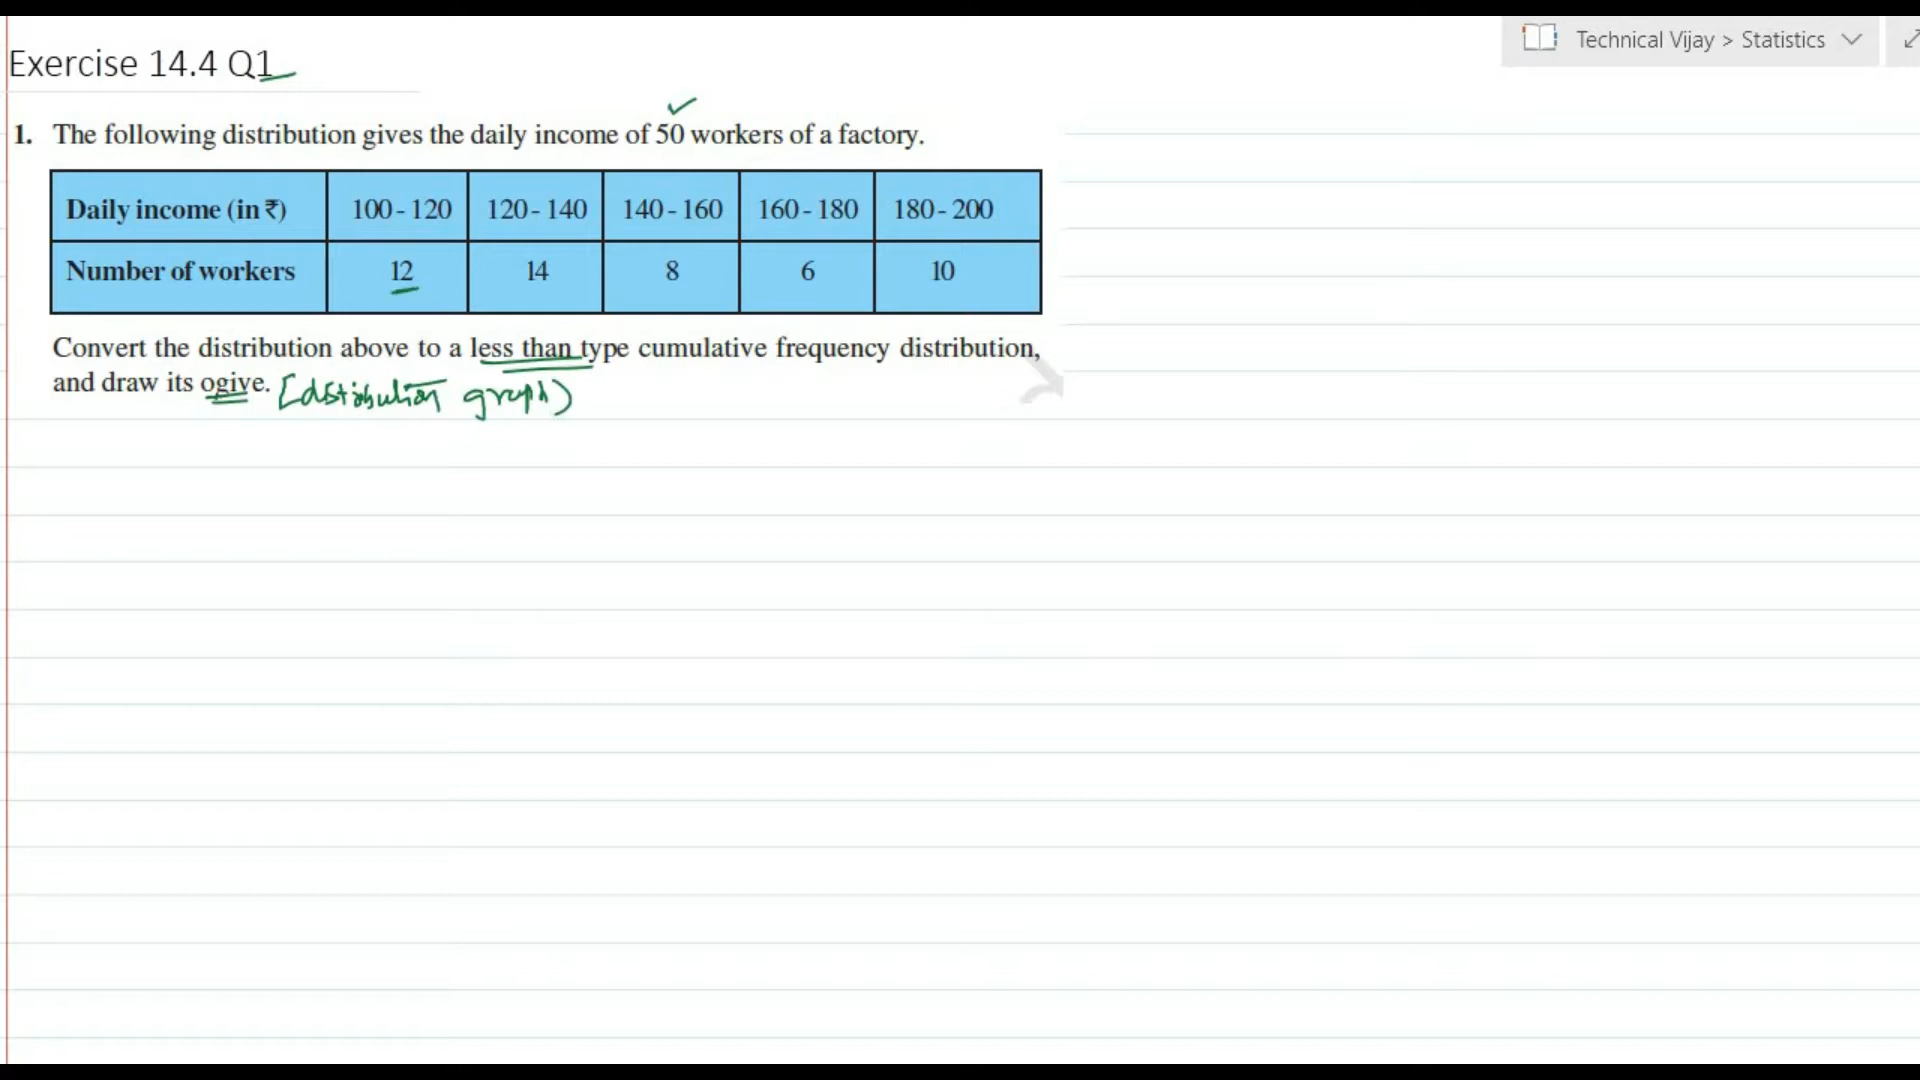 Technical Vijay > Statistics
Exercise 14.4 Q1
1. The following distribution gives the daily income of 50 workers of a factory.
Daily income (in ₹) 100 - 120 120 - 140 140 - 160 160 - 180 180 - 200
Number of workers 12 14 8 6 10
Convert the distribution above to a less than type cumulative frequency distribution,
and draw its ogive. [distribution graph)